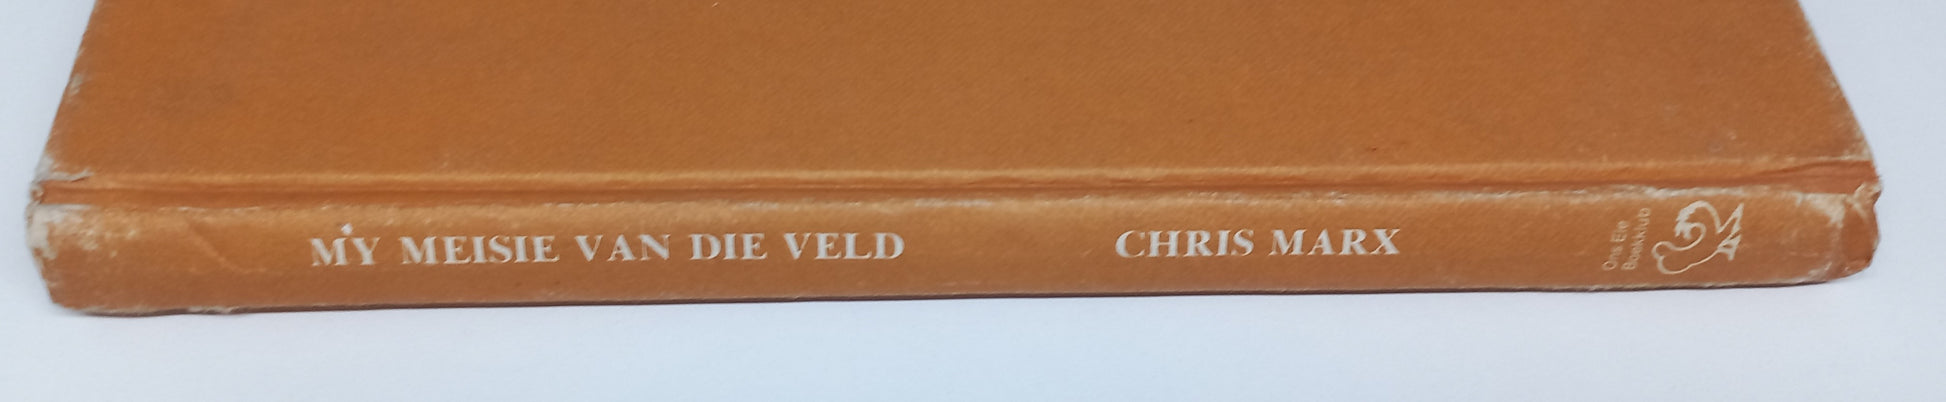 MY MEISIE VAN DIE VELD
CHRIS MARX
Ons Eie
Boekklub